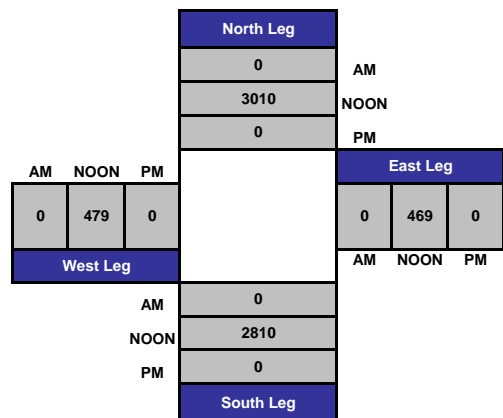 North Leg
0
AM
3010
NOON
0
PM
AM NOON PM
East Leg
0 479 0
0 469 0
West Leg
AM NOON PM
AM
0
NOON
2810
PM
0
South Leg